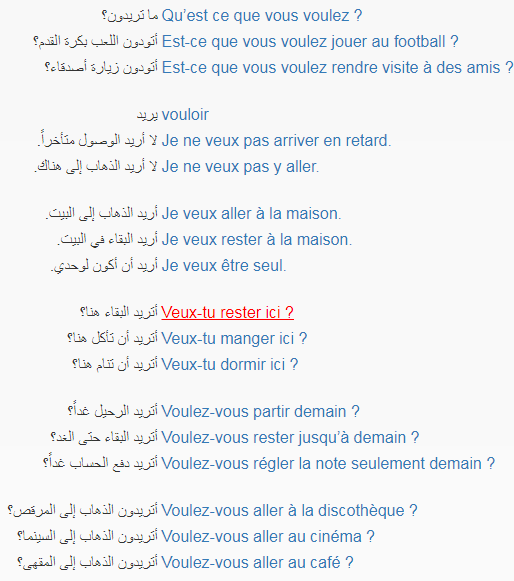 ما تريدون؟ Qu’est ce que vous voulez ?
أتودون اللعب بكرة القدم؟ Est-ce que vous voulez jouer au football ?
أتودون زيارة أصدقاء؟ Est-ce que vous voulez rendre visite à des amis ?
يريد vouloir
لا أريد الوصول متأخراً. Je ne veux pas arriver en retard.
لا أريد الذهاب إلى هناك. Je ne veux pas y aller.
أريد الذهاب إلى البيت. Je veux aller à la maison.
أريد البقاء في البيت. Je veux rester à la maison.
أريد أن أكون لوحدي. Je veux être seul.
أتريد البقاء هنا؟ Veux-tu rester ici ?
أتريد أن تأكل هنا؟ Veux-tu manger ici ?
أتريد أن تنام هنا؟ Veux-tu dormir ici ?
أتريد الرحيل غداً؟ Voulez-vous partir demain ?
أتريد البقاء حتى الغد؟ Voulez-vous rester jusqu’à demain ?
أتريد دفع الحساب غداً؟ Voulez-vous régler la note seulement demain ?
أتريدون الذهاب إلى المرقص؟ Voulez-vous aller à la discothèque ?
أتريدون الذهاب إلى السينما؟ Voulez-vous aller au cinéma ?
أتريدون الذهاب إلى المقهى؟ Voulez-vous aller au café ?